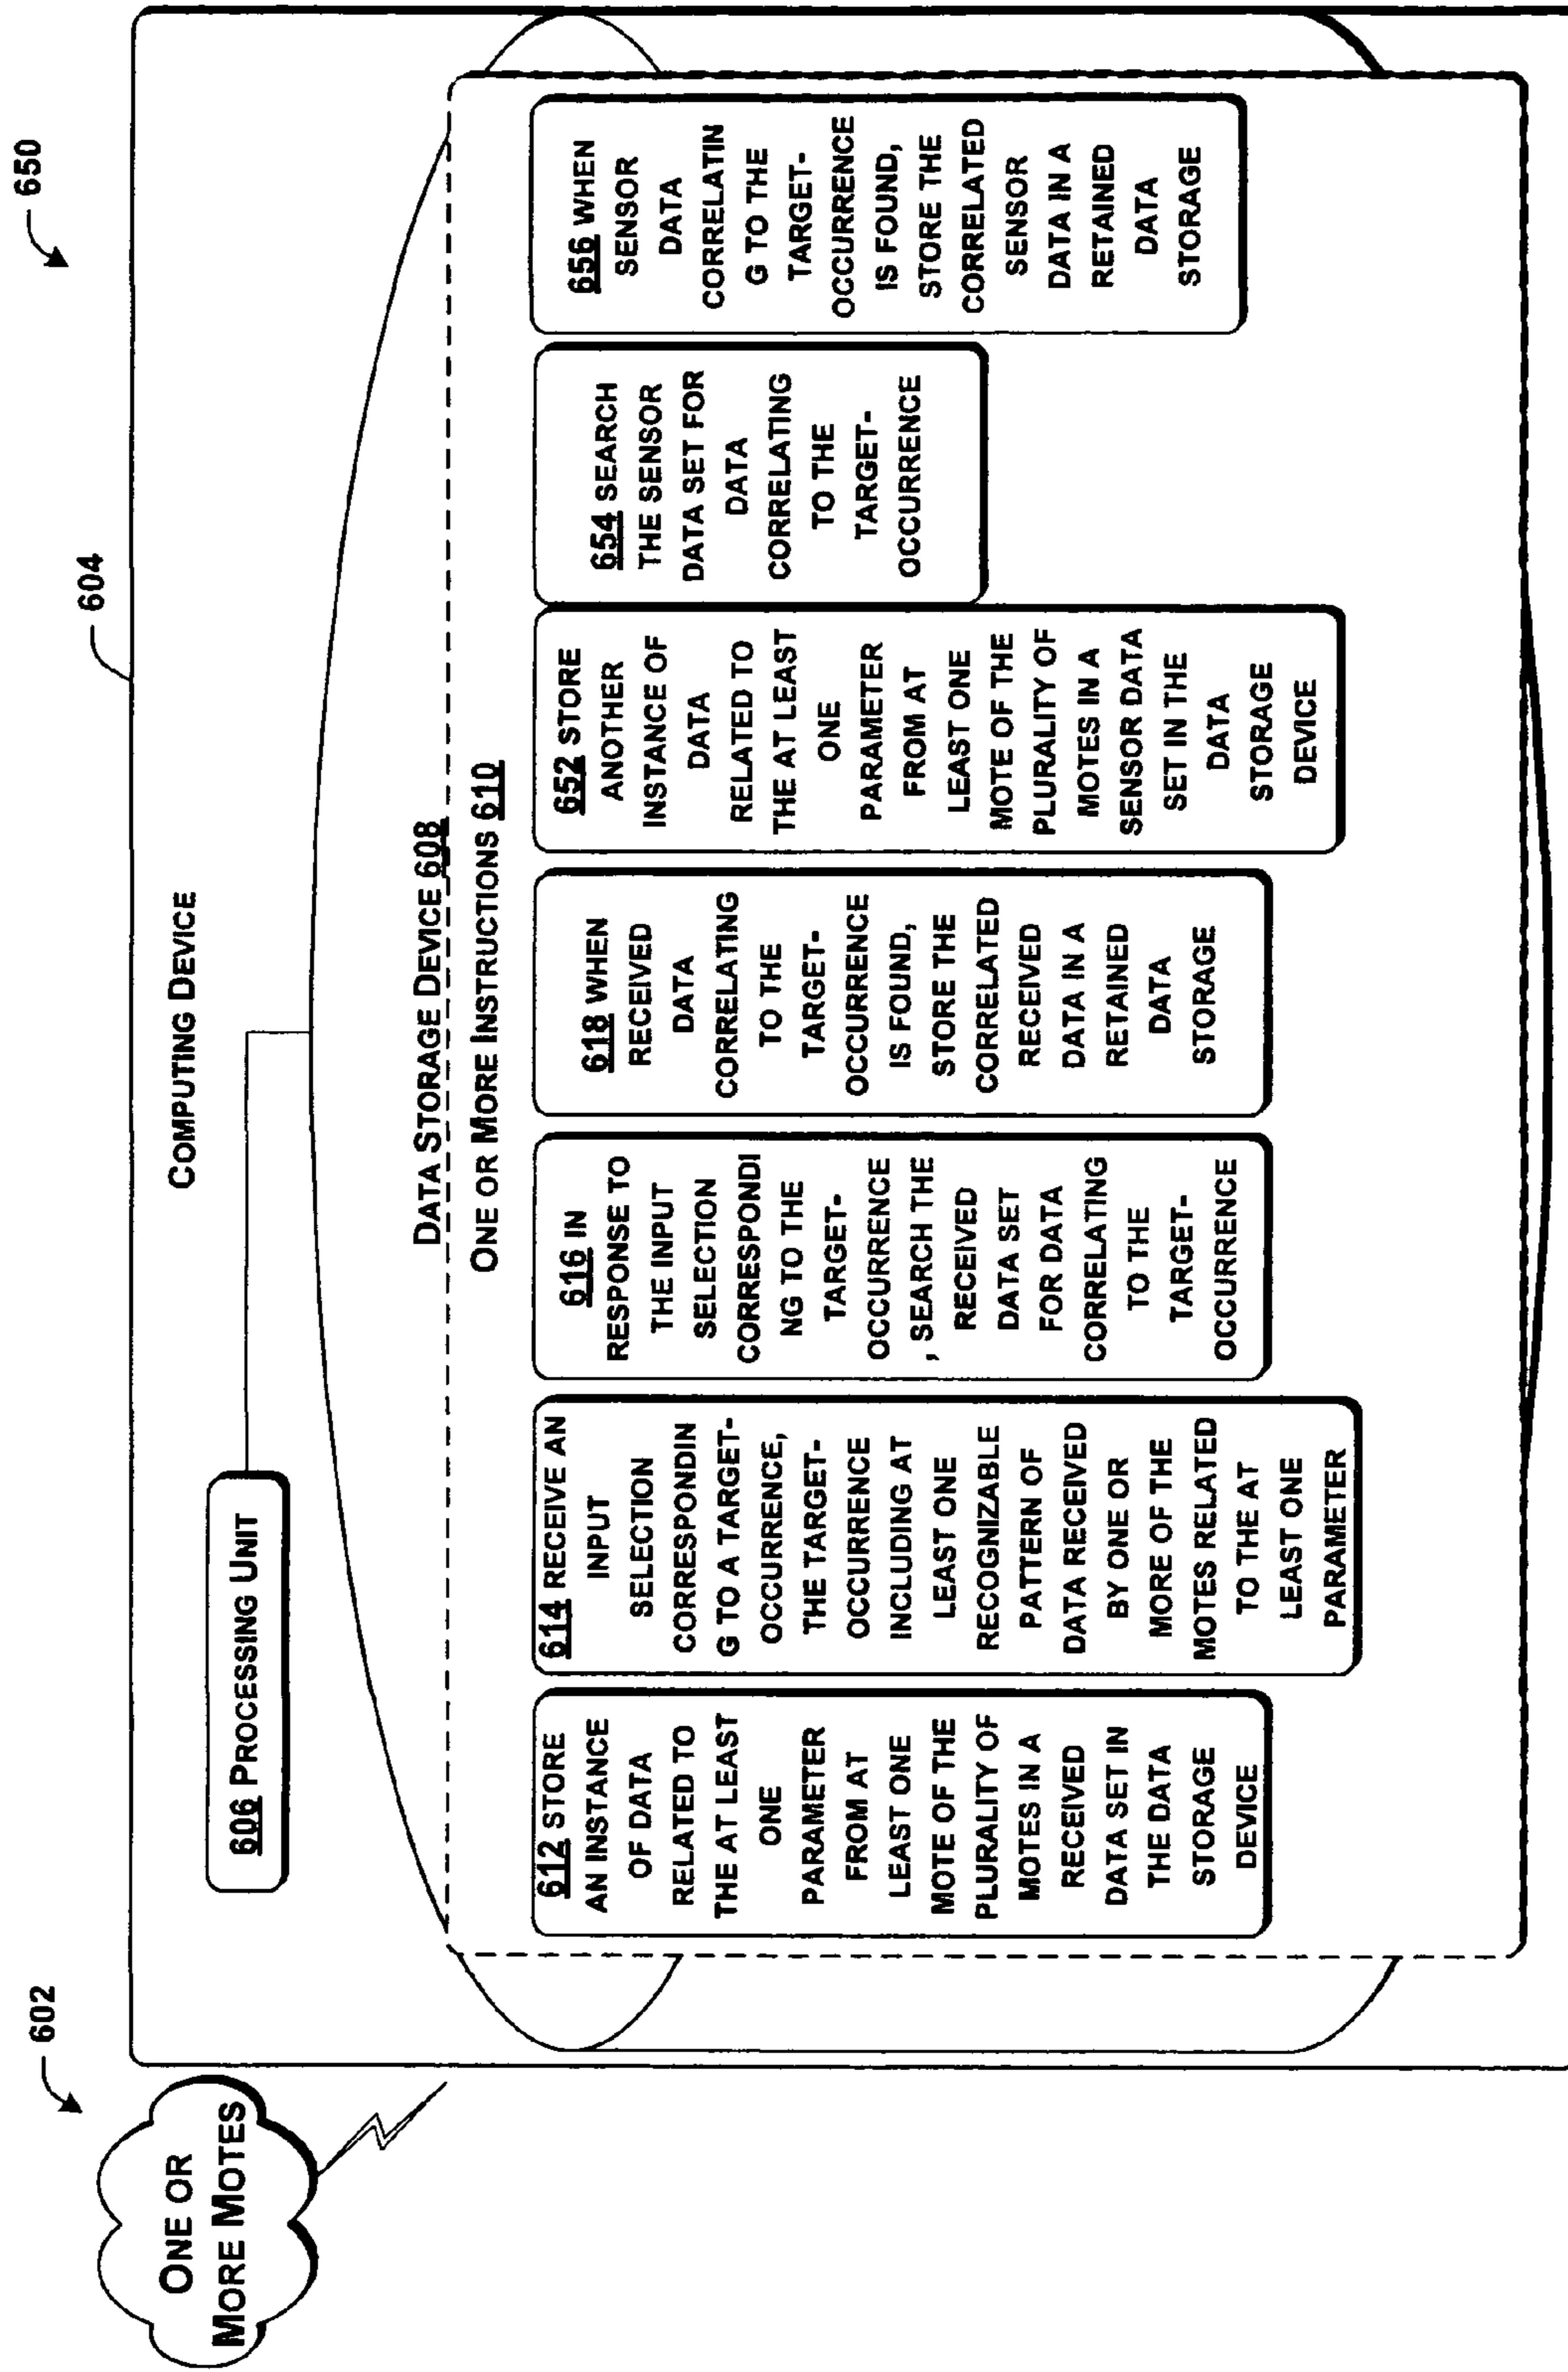 650
602
604
ONE OR
MORE MOTES
COMPUTING DEVICE
606 PROCESSING UNIT
DATA STORAGE DEVICE 608
ONE OR MORE INSTRUCTIONS 610
612 STORE
AN INSTANCE
OF DATA
RELATED TO
THE AT LEAST
ONE
PARAMETER
FROM AT
LEAST ONE
MOTE OF THE
PLURALITY OF
MOTES IN A
RECEIVED
DATA SET IN
THE DATA
STORAGE
DEVICE
614 RECEIVE AN
INPUT
SELECTION
CORRESPONDIN
G TO A TARGET-
OCCURRENCE,
THE TARGET-
OCCURRENCE
INCLUDING AT
LEAST ONE
RECOGNIZABLE
PATTERN OF
DATA RECEIVED
BY ONE OR
MORE OF THE
MOTES RELATED
TO THE AT
LEAST ONE
PARAMETER
616 IN
RESPONSE TO
THE INPUT
SELECTION
CORRESPONDI
NG TO THE
TARGET-
OCCURRENCE
, SEARCH THE
RECEIVED
DATA SET
FOR DATA
CORRELATING
TO THE
TARGET-
OCCURRENCE
618 WHEN
RECEIVED
DATA
CORRELATING
TO THE
TARGET-
OCCURRENCE
IS FOUND,
STORE THE
CORRELATED
RECEIVED
DATA IN A
RETAINED
DATA
STORAGE
652 STORE
ANOTHER
INSTANCE OF
DATA
RELATED TO
THE AT LEAST
ONE
PARAMETER
FROM AT
LEAST ONE
MOTE OF THE
PLURALITY OF
MOTES IN A
SENSOR DATA
SET IN THE
DATA
STORAGE
DEVICE
654 SEARCH
THE SENSOR
DATA SET FOR
DATA
CORRELATING
TO THE
TARGET-
OCCURRENCE
656 WHEN
SENSOR
DATA
CORRELATIN
G TO THE
TARGET-
OCCURRENCE
IS FOUND,
STORE THE
CORRELATED
SENSOR
DATA IN A
RETAINED
DATA
STORAGE